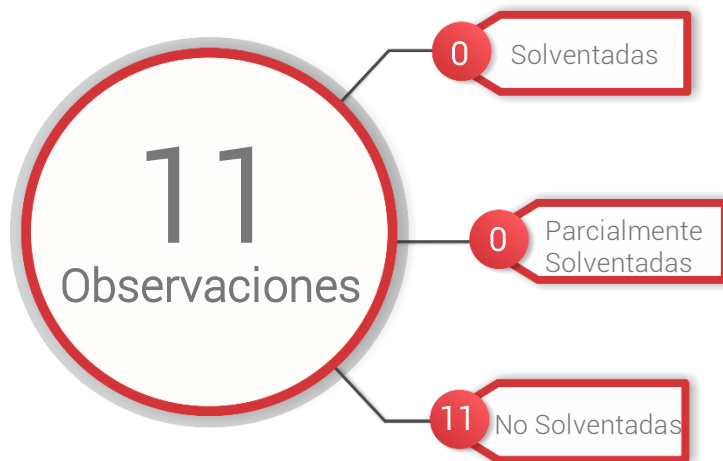 11
Observaciones
0
Solventadas
0
Parcialmente
Solventadas
11
No Solventadas